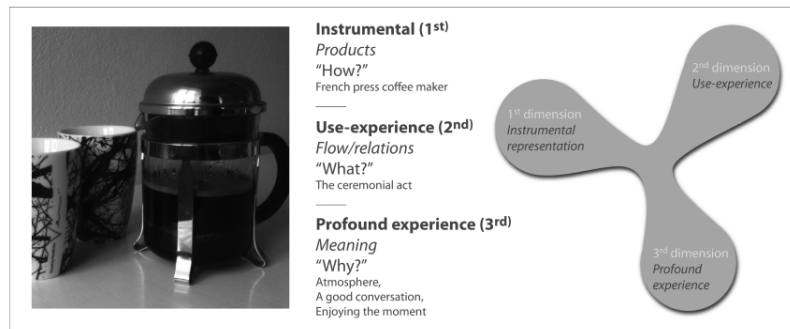 Instrumental (1st)
Products
“How?”
French press coffee maker
Use-experience (2nd)
Flow/relations
“What?”
The ceremonial act
Profound experience (3rd)
Meaning
“Why?”
Atmosphere,
A good conversation,
Enjoying the moment
1st dimension
Instrumental
representation
2nd dimension
Use-experience
3rd dimension
Profound
experience